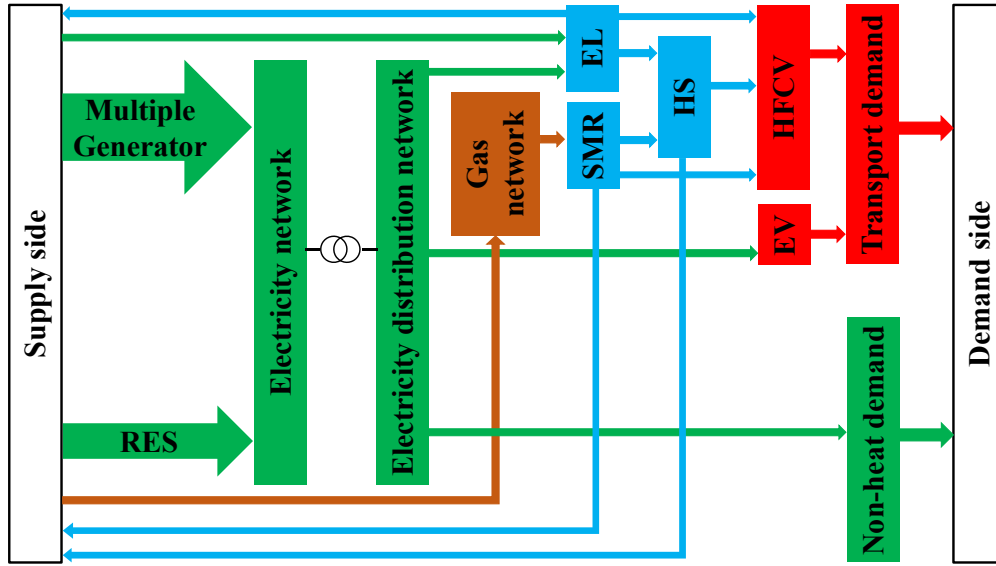 Supply side
Multiple
Generator
RES
Electricity network
Electricity distribution network
Gas
network
EL
SMR
HS
HFCV
EV
Transport demand
Non-heat demand
Demand side